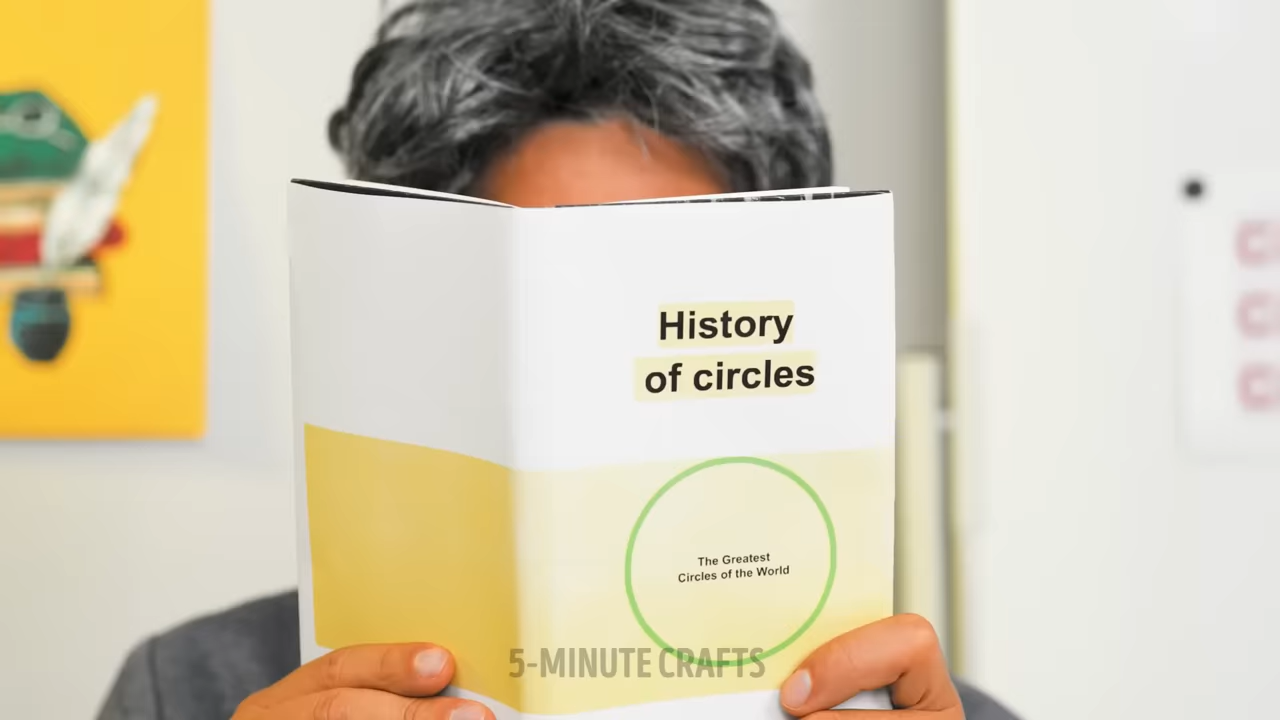 History
of circles
The Greatest
Circles of the World
5-MINUTE CRAFTS